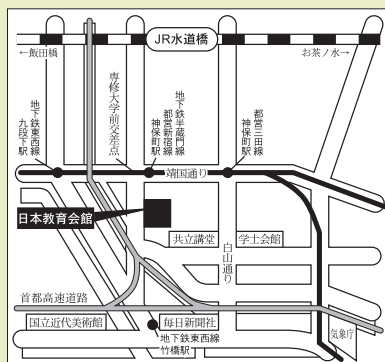 JR水道橋
←飯田橋
お茶ノ水→
地下鉄東西線
九段下駅
専修大学前交差点
地下鉄半蔵門線
都営新宿線
神保町駅
都営三田線
神保町駅
靖国通り
日本教育会館
共立講堂
学士会館
白山通り
首都高速道路
国立近代美術館
毎日新聞社
気象庁
地下鉄東西線
竹橋駅